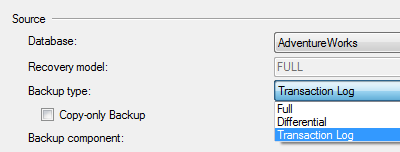 Source
Database: AdventureWorks
Recovery model: FULL
Backup type: Transaction Log
Full
Copy-only Backup
Differential
Transaction Log
Backup component: